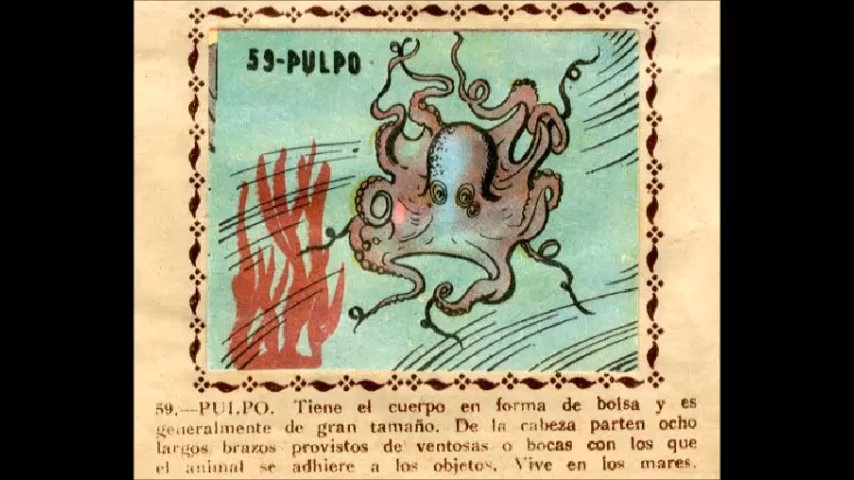 59-PULPO
59.—PULPO. Tiene el cuerpo en forma de bolsa y es
generalmente de gran tamaño. De la cabeza parten ocho
largos brazos provistos de ventosas o bocas con los que
el animal se adhiere a los objetos. Vive en los mares.